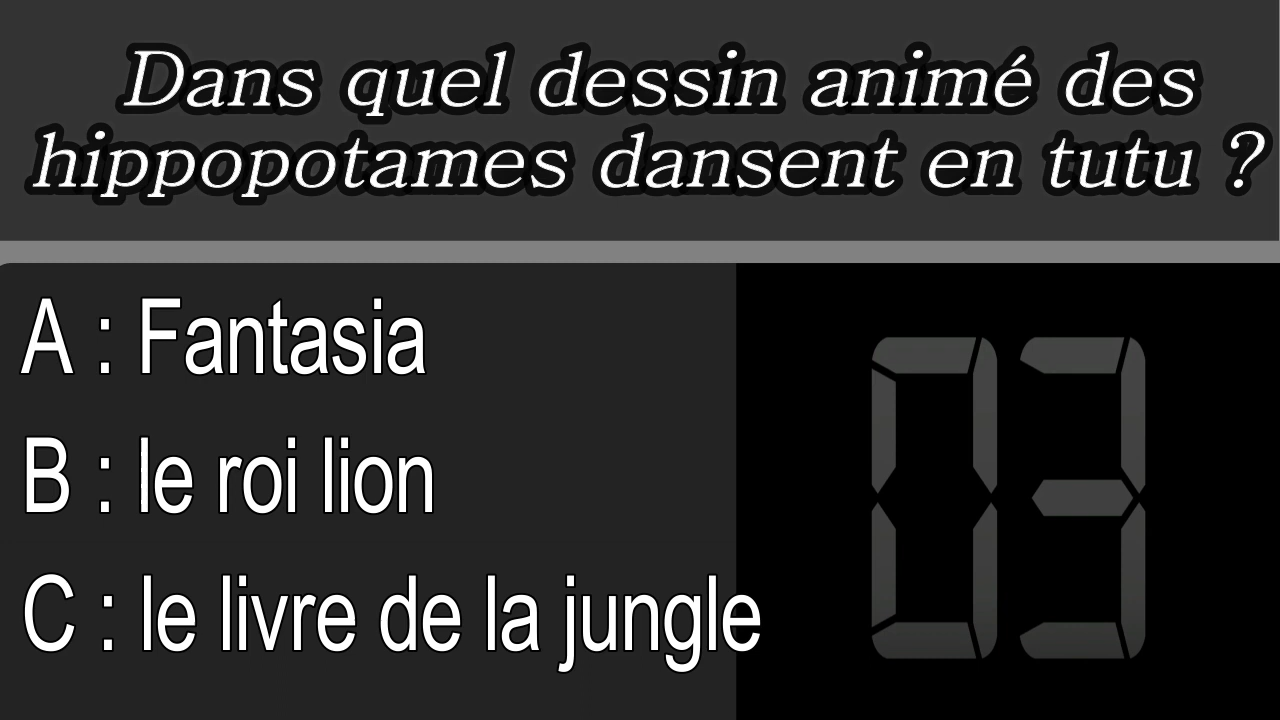 Dans quel dessin animé des
hippopotames dansent en tutu ?
A : Fantasia
B : le roi lion
C : le livre de la jungle
03